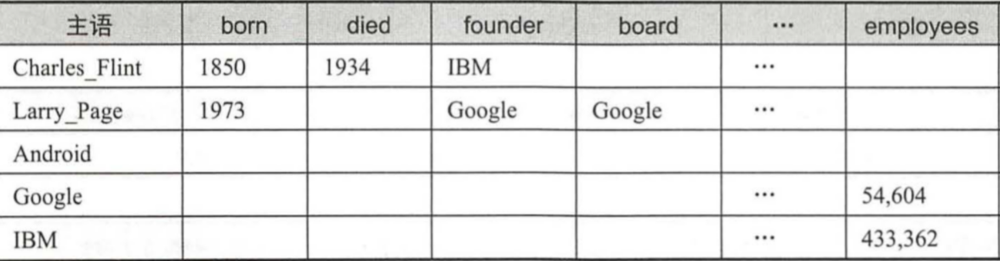 主语 born died founder board … employees
Charles_Flint 1850 1934 IBM …
Larry_Page 1973 Google Google …
Android
Google … 54,604
IBM … 433,362